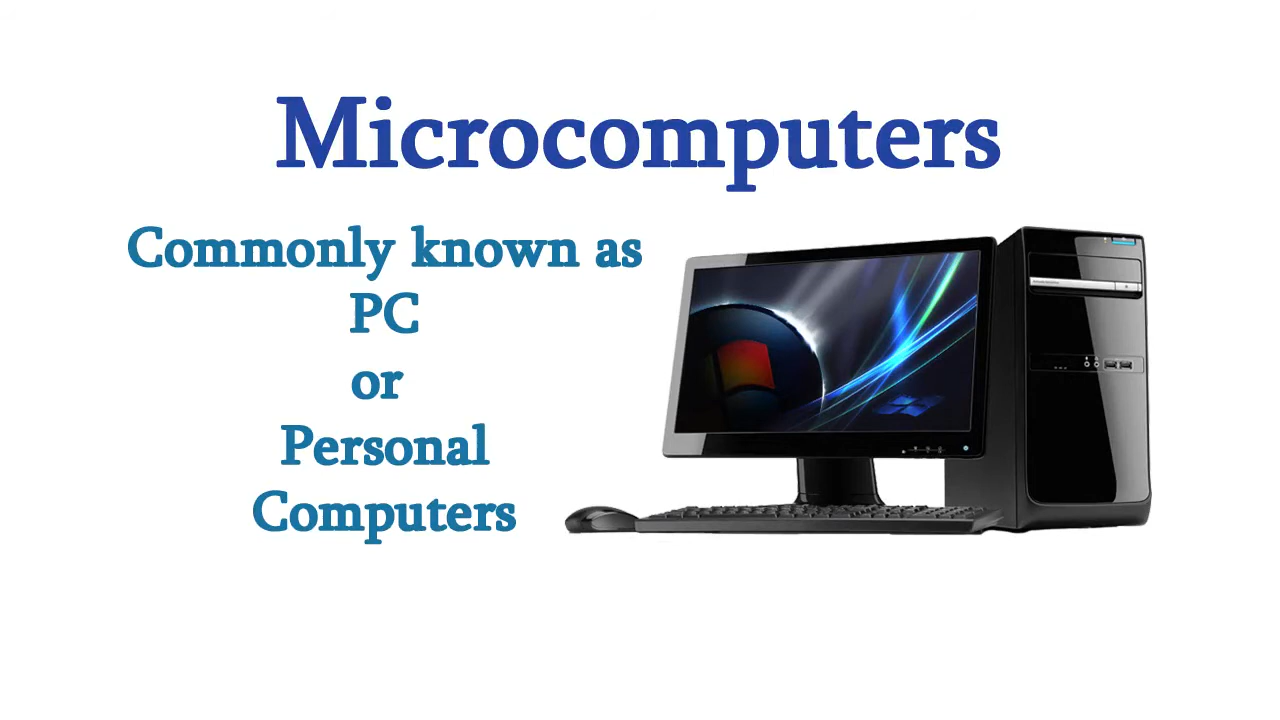 Microcomputers
Commonly known as
PC
or
Personal
Computers